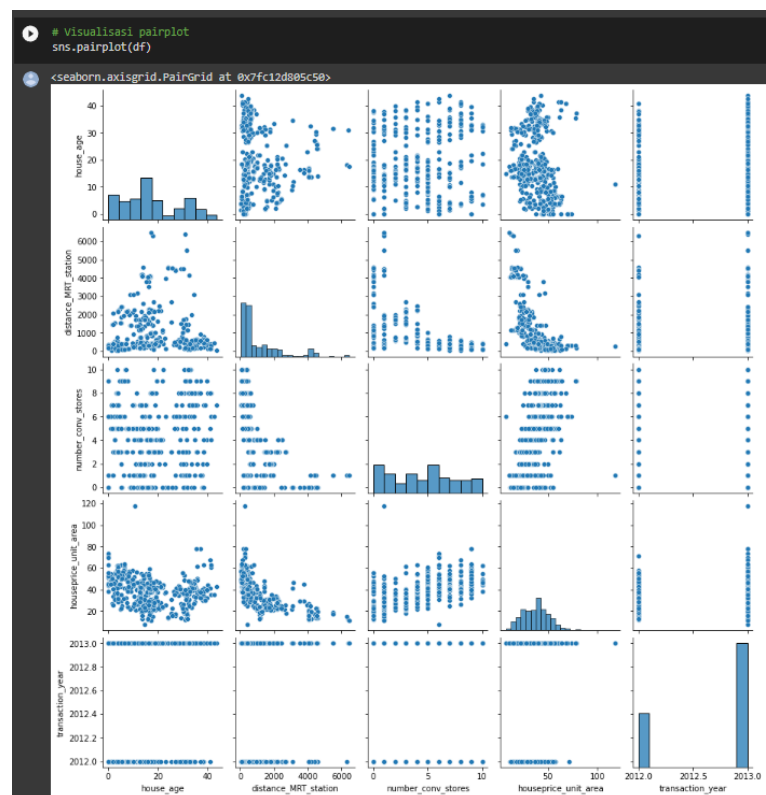 # Visualisasi pairplot
sns.pairplot(df)
<seaborn.axisgrid.PairGrid at 0x7fc12d805c50>
house_age
40
30
20
10
0
distance_MRT_station
6000
5000
4000
3000
2000
1000
0
number_conv_stores
10
8
6
4
2
0
houseprice_unit_area
120
100
80
60
40
20
transaction_year
2013.0
2012.8
2012.6
2012.4
2012.2
2012.0
0 20 40
0 2000 4000 6000
0 5 10
50 100
2012.0 2012.5 2013.0
house_age
distance_MRT_station
number_conv_stores
houseprice_unit_area
transaction_year